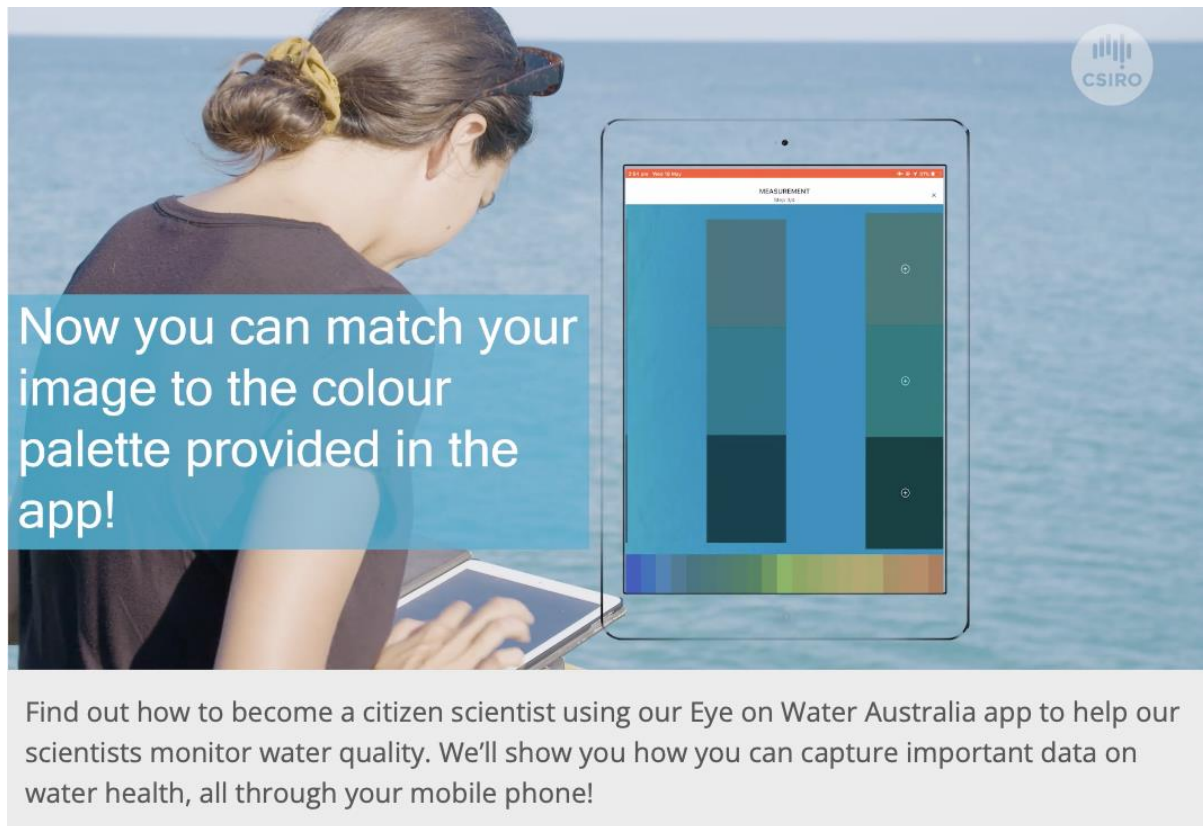 CSIRO
MEASUREMENT
Now you can match your
image to the colour
palette provided in the
app!
Find out how to become a citizen scientist using our Eye on Water Australia app to help our
scientists monitor water quality. We’ll show you how you can capture important data on
water health, all through your mobile phone!